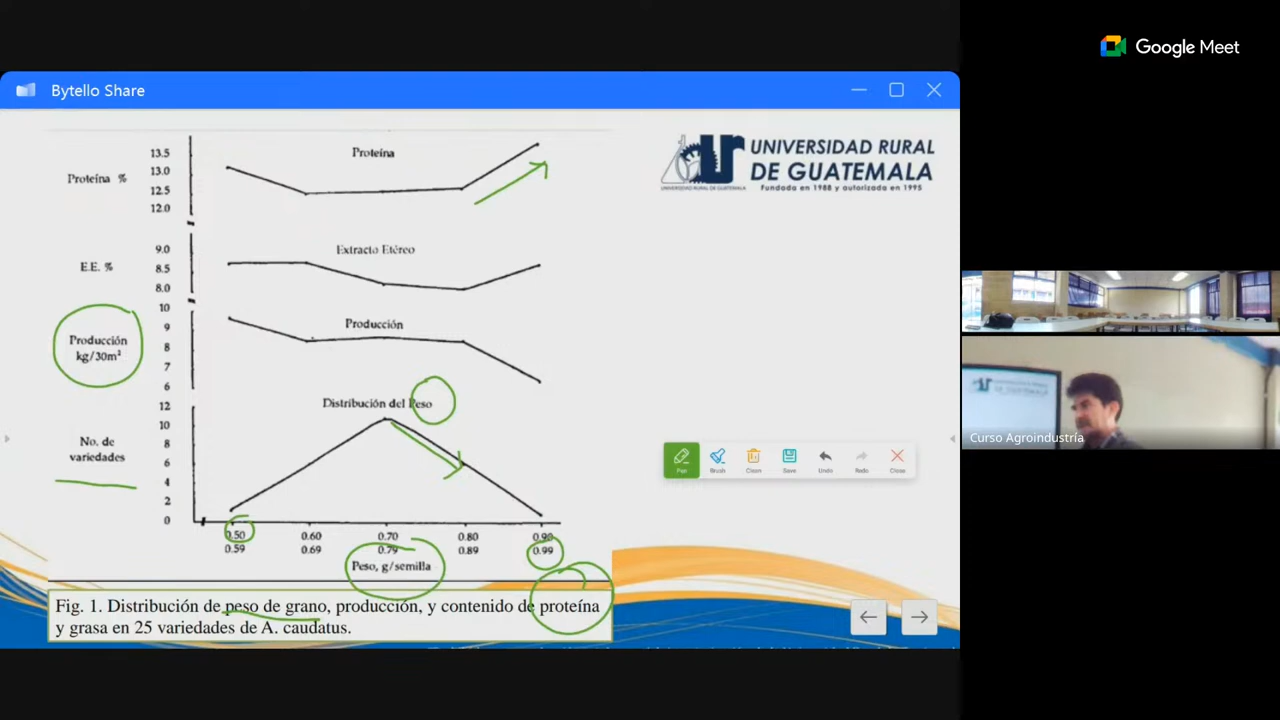 Google Meet
Bytello Share
UNIVERSIDAD RURAL
DE GUATEMALA
Fundada en 1988 y autorizada en 1995
UNIVERSIDAD RURAL DE GUATEMALA
Proteína
Proteína %
13.5
13.0
12.5
12.0
Extracto Etéreo
E.E. %
9.0
8.5
8.0
Producción
Producción
kg/30m²
10
9
8
7
6
Distribución del Peso
No. de
variedades
12
10
8
6
4
2
0
0.50 0.60 0.70 0.80 0.90
0.59 0.69 0.79 0.89 0.99
Peso, g/semilla
Fig. 1. Distribución de peso de grano, producción, y contenido de proteína
y grasa en 25 variedades de A. caudatus.
Pen Brush Clean Save Undo Redo Close
Curso Agroindustría